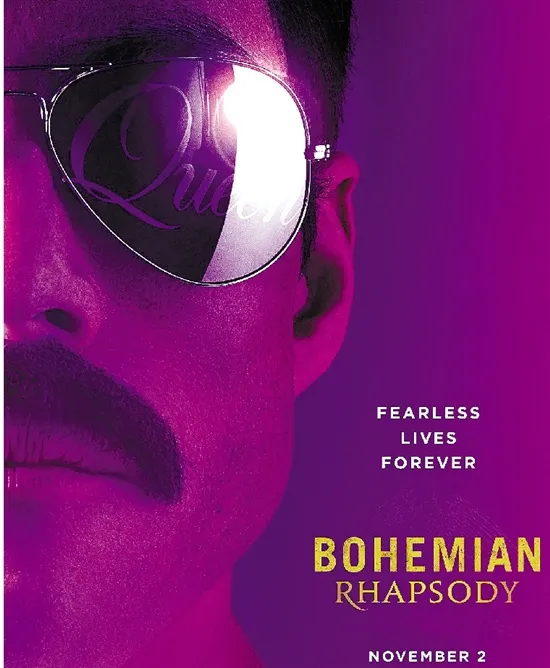 Queen
FEARLESS
LIVES
FOREVER
BOHEMIAN
RHAPSODY
NOVEMBER 2